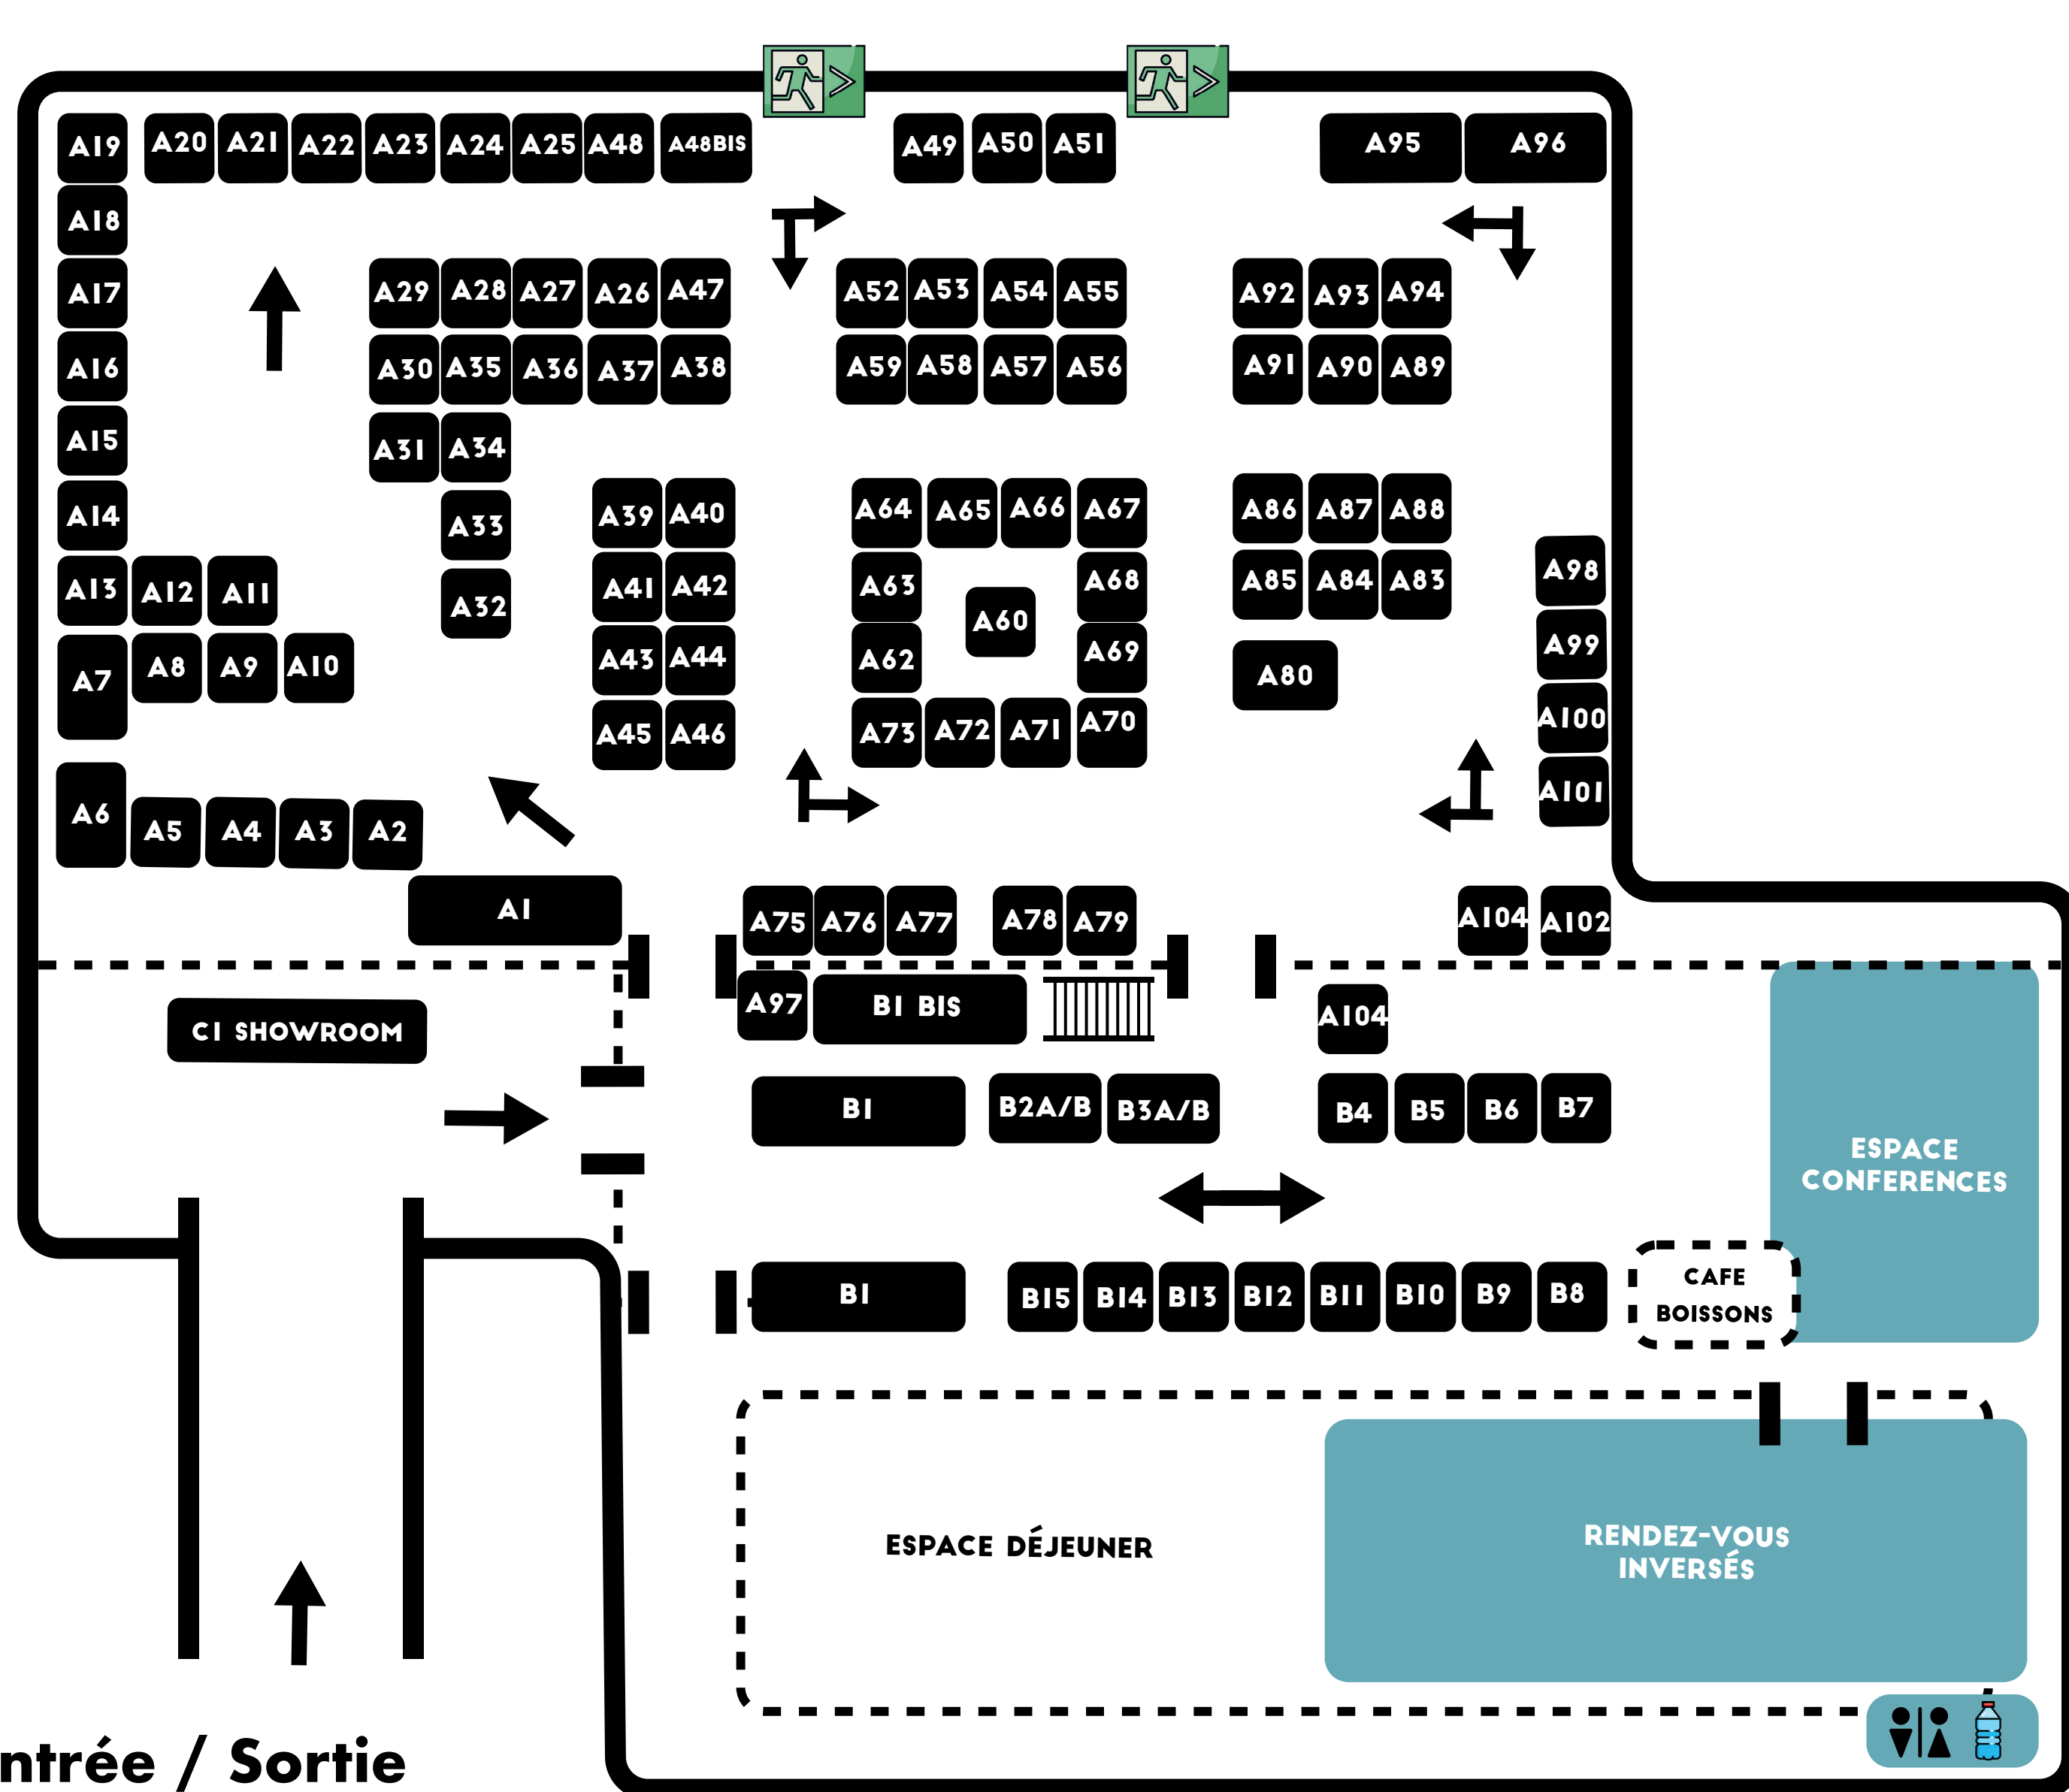 A19 A20 A21 A22 A23 A24 A25 A48 A48BIS A49 A50 A51 A95 A96
A18
A17 A29 A28 A27 A26 A47 A52 A53 A54 A55 A92 A93 A94
A16 A30 A35 A36 A37 A38 A59 A58 A57 A56 A91 A90 A89
A15 A31 A34
A14 A33 A39 A40 A64 A65 A66 A67 A86 A87 A88
A13 A12 A11 A32 A41 A42 A63 A68 A85 A84 A83 A98
A60
A7 A8 A9 A10 A43 A44 A62 A69 A80 A99
A45 A46 A73 A72 A71 A70 A100
A6 A5 A4 A3 A2 A101
A1 A75 A76 A77 A78 A79 A104 A102
C1 SHOWROOM A97 B1 BIS A104
B1 B2A/B B3A/B B4 B5 B6 B7
ESPACE
CONFERENCES
B1 B15 B14 B13 B12 B11 B10 B9 B8
CAFE
BOISSONS
ESPACE DÉJEUNER
RENDEZ-VOUS
INVERSÉS
ntrée / Sortie